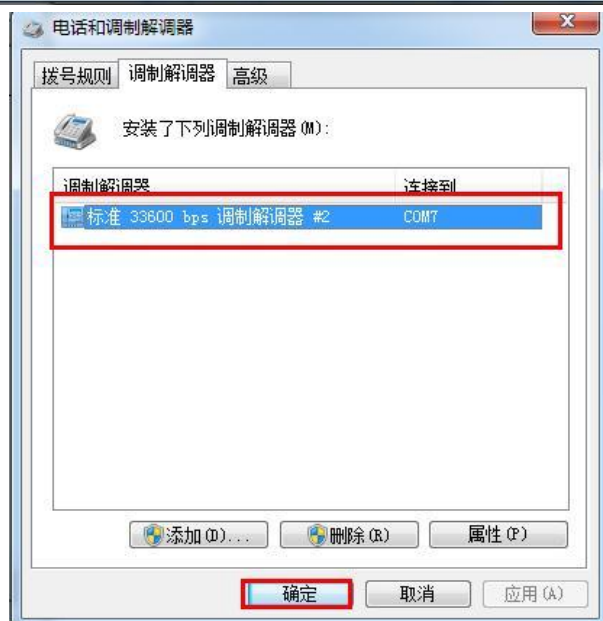 电话和调制解调器
拨号规则 调制解调器 高级
安装了下列调制解调器(M):
调制解调器 连接到
标准 33600 bps 调制解调器 #2 COM7
添加(D)... 删除(R) 属性(P)
确定 取消 应用(A)